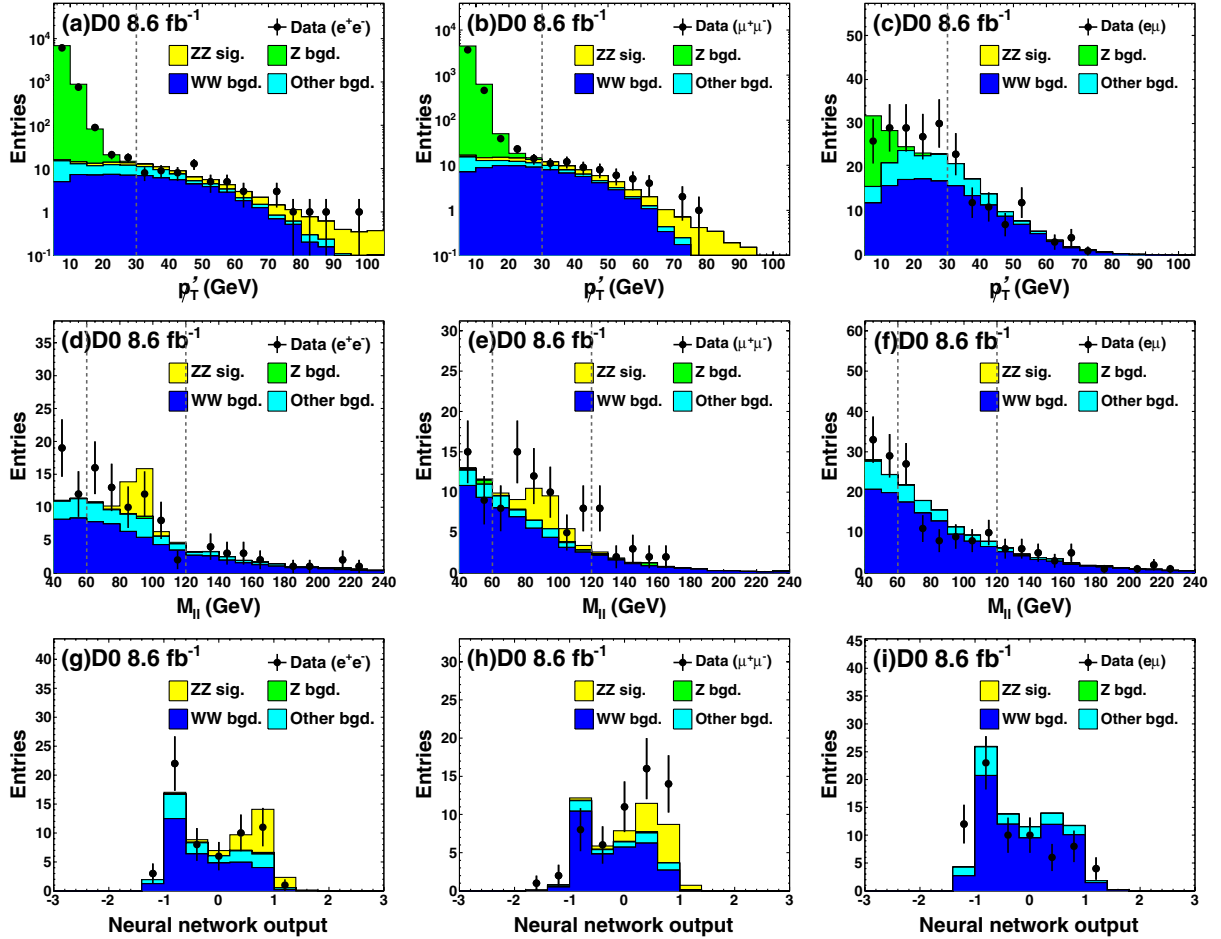 (a)D0 8.6 fb⁻¹
Data (e⁺e⁻)
ZZ sig.
Z bgd.
WW bgd.
Other bgd.
Entries
10⁴
10³
10²
10
1
10⁻¹
10 20 30 40 50 60 70 80 90 100
p̸_T' (GeV)
(b)D0 8.6 fb⁻¹
Data (μ⁺μ⁻)
ZZ sig.
Z bgd.
WW bgd.
Other bgd.
Entries
10⁴
10³
10²
10
1
10⁻¹
10 20 30 40 50 60 70 80 90 100
p̸_T' (GeV)
(c)D0 8.6 fb⁻¹
Data (eμ)
ZZ sig.
Z bgd.
WW bgd.
Other bgd.
Entries
50
40
30
20
10
0
10 20 30 40 50 60 70 80 90 100
p̸_T' (GeV)
(d)D0 8.6 fb⁻¹
Data (e⁺e⁻)
ZZ sig.
Z bgd.
WW bgd.
Other bgd.
Entries
35
30
25
20
15
10
5
0
40 60 80 100 120 140 160 180 200 220 240
M_ll (GeV)
(e)D0 8.6 fb⁻¹
Data (μ⁺μ⁻)
ZZ sig.
Z bgd.
WW bgd.
Other bgd.
Entries
30
25
20
15
10
5
0
40 60 80 100 120 140 160 180 200 220 240
M_ll (GeV)
(f)D0 8.6 fb⁻¹
Data (eμ)
ZZ sig.
Z bgd.
WW bgd.
Other bgd.
Entries
60
50
40
30
20
10
0
40 60 80 100 120 140 160 180 200 220 240
M_ll (GeV)
(g)D0 8.6 fb⁻¹
Data (e⁺e⁻)
ZZ sig.
Z bgd.
WW bgd.
Other bgd.
Entries
40
35
30
25
20
15
10
5
0
-3 -2 -1 0 1 2 3
Neural network output
(h)D0 8.6 fb⁻¹
Data (μ⁺μ⁻)
ZZ sig.
Z bgd.
WW bgd.
Other bgd.
Entries
30
25
20
15
10
5
0
-3 -2 -1 0 1 2 3
Neural network output
(i)D0 8.6 fb⁻¹
Data (eμ)
ZZ sig.
Z bgd.
WW bgd.
Other bgd.
Entries
45
40
35
30
25
20
15
10
5
0
-3 -2 -1 0 1 2 3
Neural network output